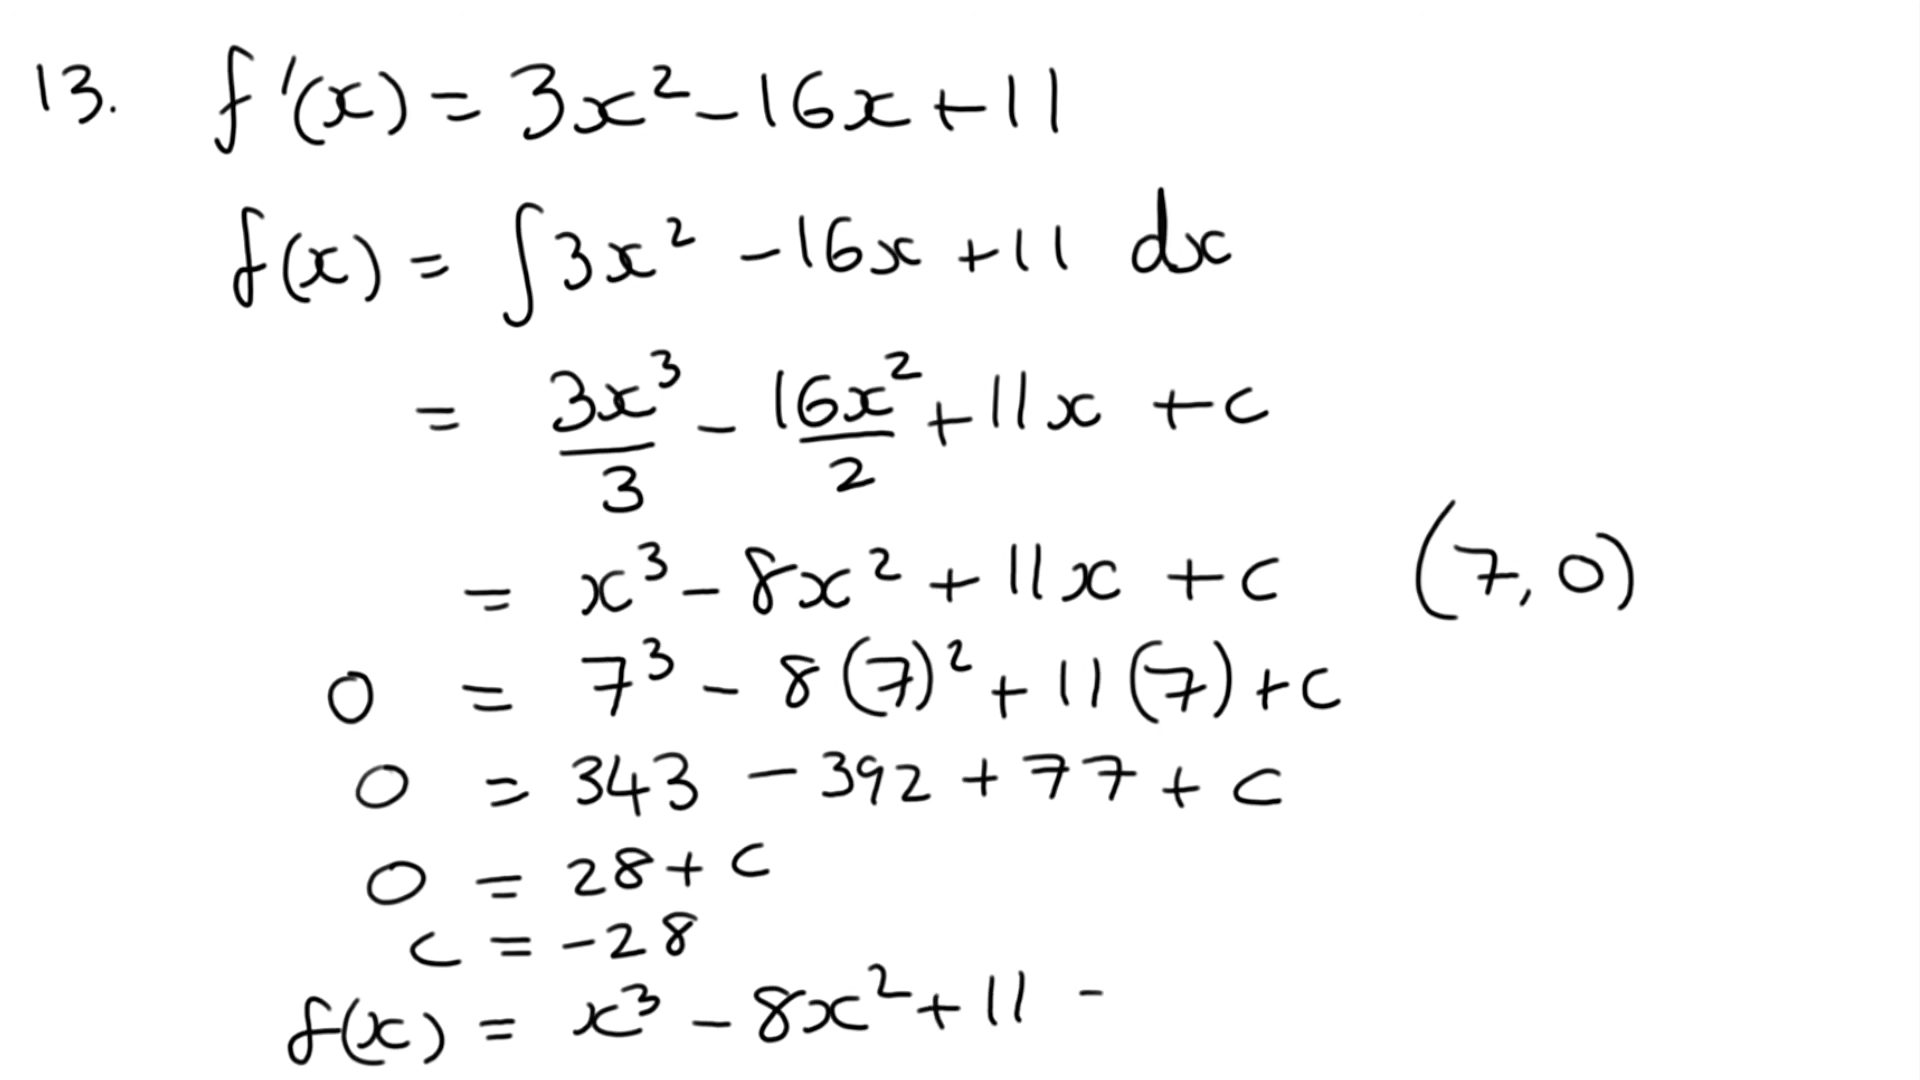 13. f'(x) = 3x² - 16x + 11
f(x) = ∫ 3x² - 16x + 11 dx
= 3x³/3 - 16x²/2 + 11x + c
= x³ - 8x² + 11x + c (7, 0)
0 = 7³ - 8(7)² + 11(7) + c
0 = 343 - 392 + 77 + c
0 = 28 + c
c = -28
f(x) = x³ - 8x² + 11 -